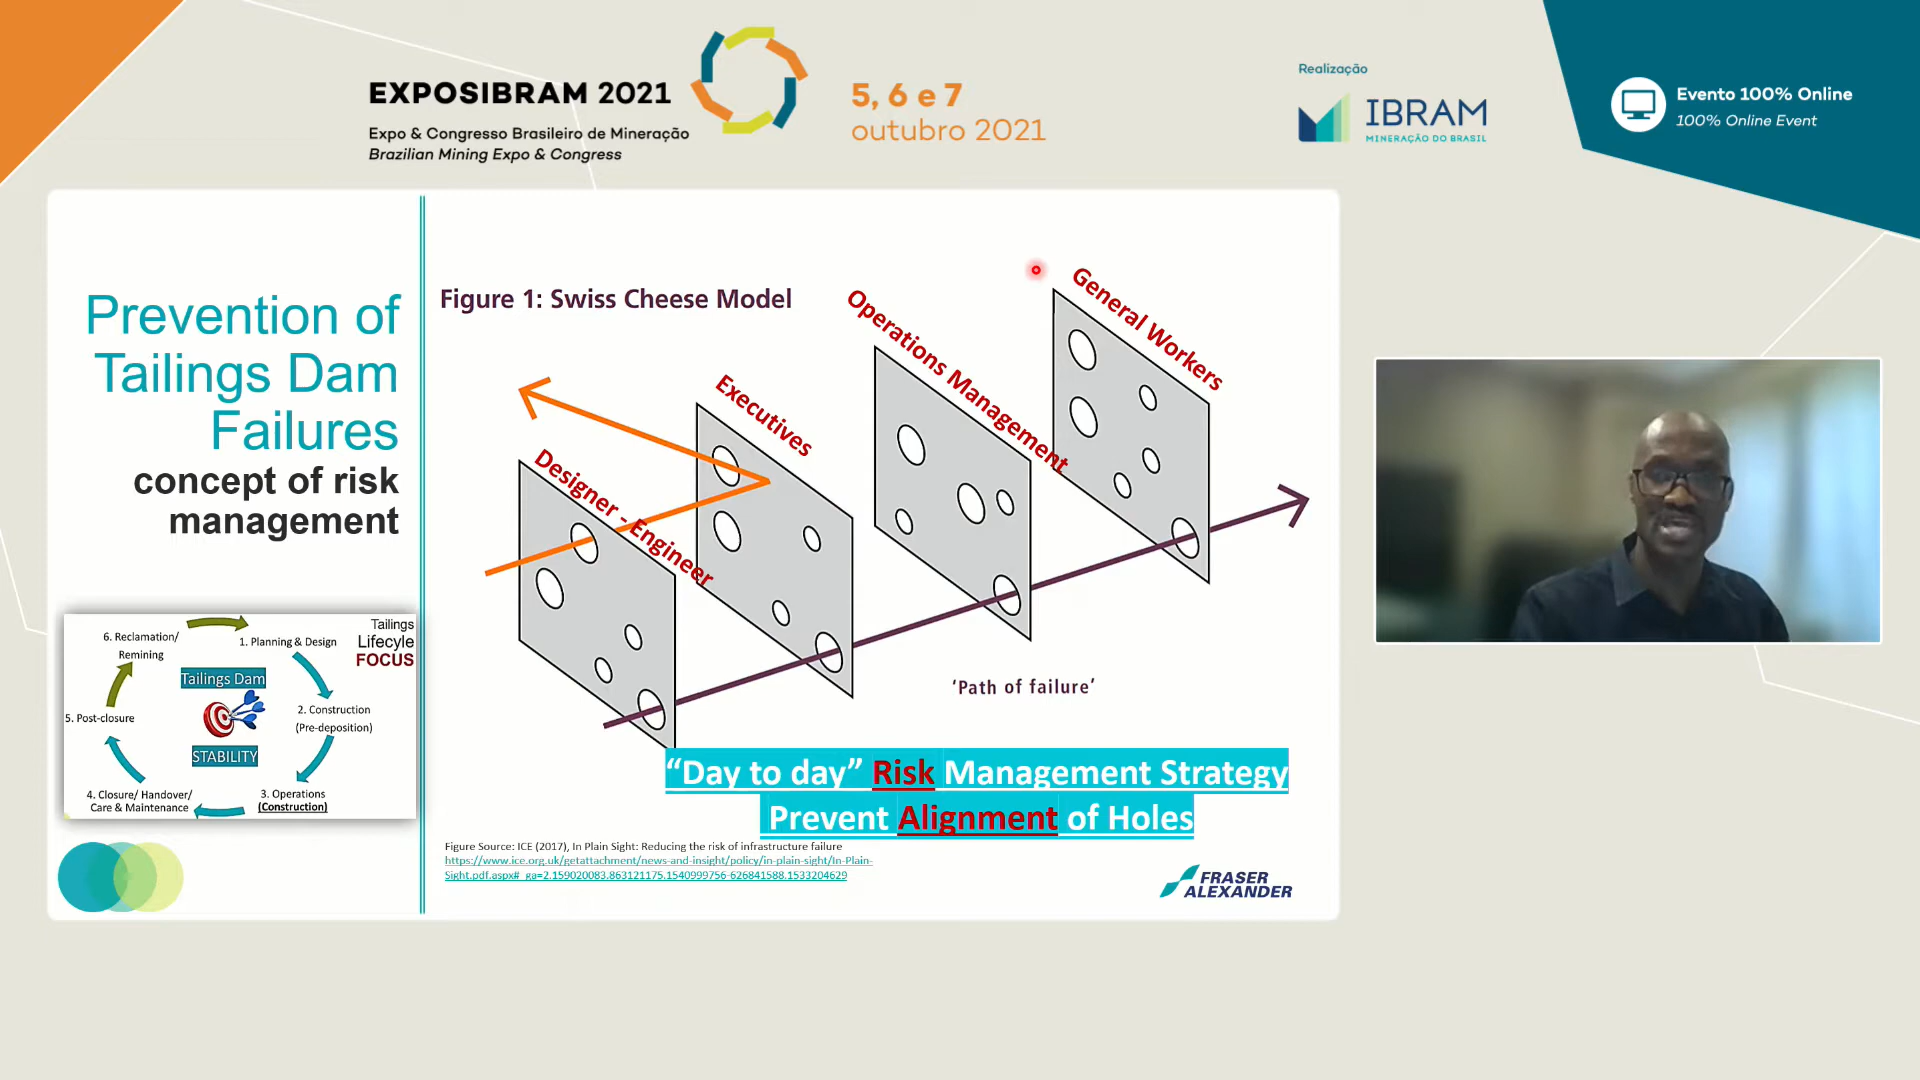 EXPOSIBRAM 2021
Expo & Congresso Brasileiro de Mineração
Brazilian Mining Expo & Congress
5, 6 e 7
outubro 2021
Realização
IBRAM
MINERAÇÃO DO BRASIL
Evento 100% Online
100% Online Event
Prevention of
Tailings Dam
Failures
concept of risk
management
Tailings
Lifecyle
FOCUS
6. Reclamation/
Remining
1. Planning & Design
Tailings Dam
5. Post-closure
2. Construction
(Pre-deposition)
STABILITY
4. Closure/ Handover/
Care & Maintenance
3. Operations
(Construction)
Figure 1: Swiss Cheese Model
Designer - Engineer
Executives
Operations Management
General Workers
‘Path of failure’
“Day to day” Risk Management Strategy
Prevent Alignment of Holes
Figure Source: ICE (2017), In Plain Sight: Reducing the risk of infrastructure failure
https://www.ice.org.uk/getattachment/news-and-insight/policy/in-plain-sight/In-Plain-
Sight.pdf.aspx#_ga=2.159020083.863121175.1540999756-626841588.1533204629
FRASER
ALEXANDER